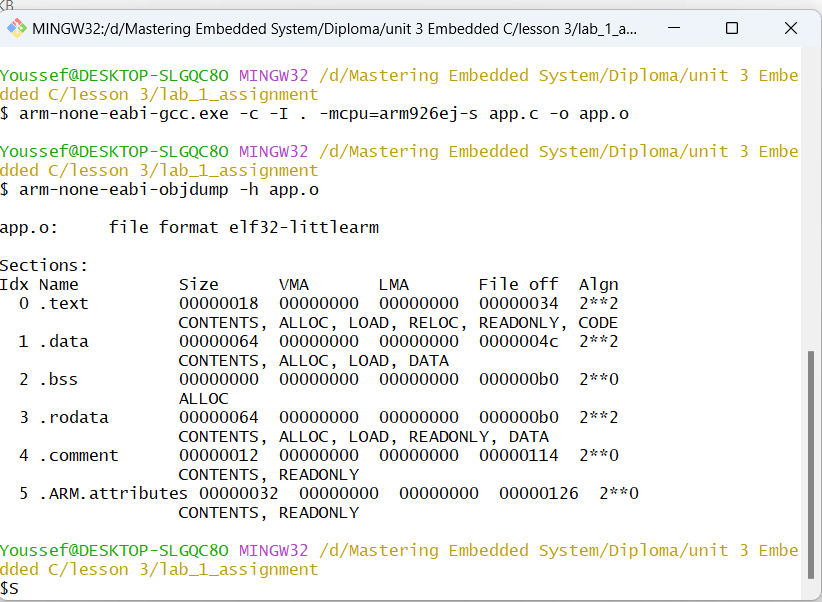 KB
MINGW32:/d/Mastering Embedded System/Diploma/unit 3 Embedded C/lesson 3/lab_1_a...
Youssef@DESKTOP-SLGQC8O MINGW32 /d/Mastering Embedded System/Diploma/unit 3 Embe
dded C/lesson 3/lab_1_assignment
$ arm-none-eabi-gcc.exe -c -I . -mcpu=arm926ej-s app.c -o app.o
Youssef@DESKTOP-SLGQC8O MINGW32 /d/Mastering Embedded System/Diploma/unit 3 Embe
dded C/lesson 3/lab_1_assignment
$ arm-none-eabi-objdump -h app.o
app.o:     file format elf32-littlearm
Sections:
Idx Name          Size      VMA       LMA       File off  Algn
  0 .text         00000018  00000000  00000000  00000034  2**2
                  CONTENTS, ALLOC, LOAD, RELOC, READONLY, CODE
  1 .data         00000064  00000000  00000000  0000004c  2**2
                  CONTENTS, ALLOC, LOAD, DATA
  2 .bss          00000000  00000000  00000000  000000b0  2**0
                  ALLOC
  3 .rodata       00000064  00000000  00000000  000000b0  2**2
                  CONTENTS, ALLOC, LOAD, READONLY, DATA
  4 .comment      00000012  00000000  00000000  00000114  2**0
                  CONTENTS, READONLY
  5 .ARM.attributes 00000032  00000000  00000000  00000126  2**0
                  CONTENTS, READONLY
Youssef@DESKTOP-SLGQC8O MINGW32 /d/Mastering Embedded System/Diploma/unit 3 Embe
dded C/lesson 3/lab_1_assignment
$S